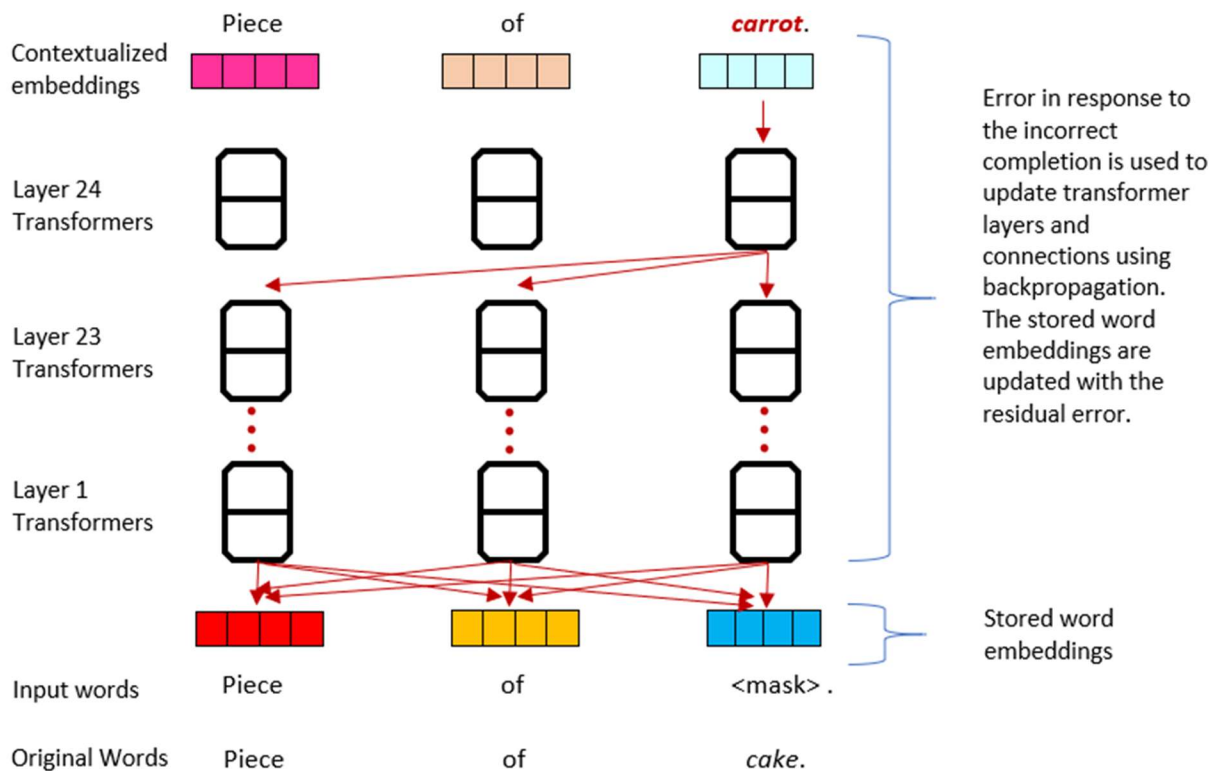 Piece of carrot.
Contextualized
embeddings
Layer 24
Transformers
Layer 23
Transformers
Layer 1
Transformers
Error in response to
the incorrect
completion is used to
update transformer
layers and
connections using
backpropagation.
The stored word
embeddings are
updated with the
residual error.
Stored word
embeddings
Input words Piece of <mask> .
Original Words Piece of cake.